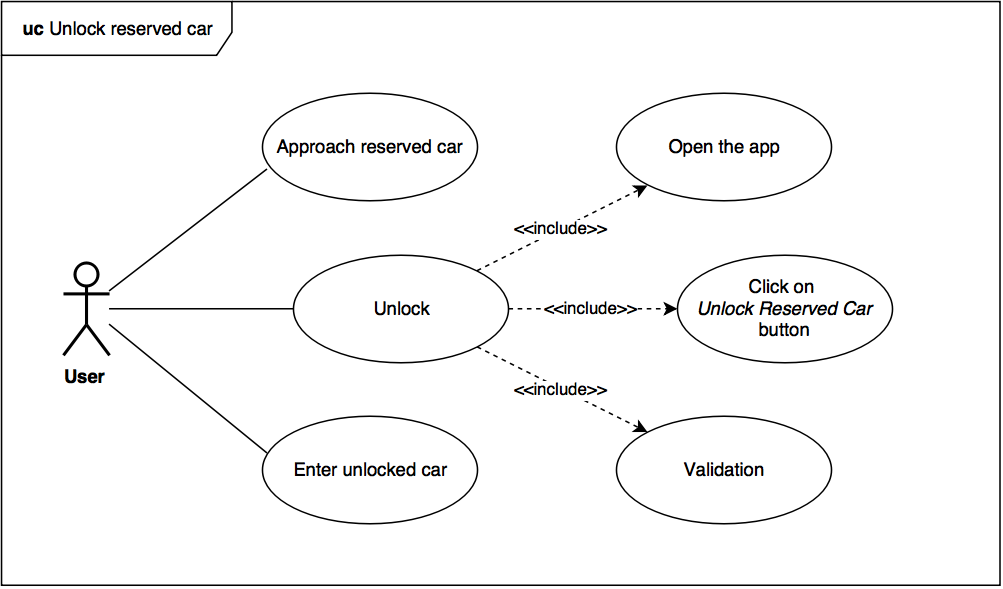 uc Unlock reserved car
Approach reserved car
Open the app
<<include>>
Unlock
<<include>>
Click on
Unlock Reserved Car
button
User
<<include>>
Enter unlocked car
Validation